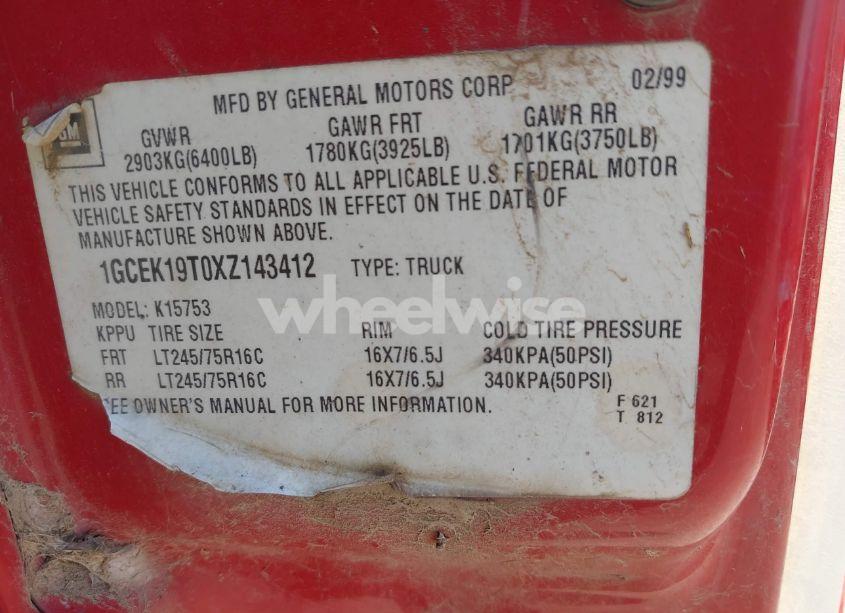 MFD BY GENERAL MOTORS CORP 02/99
GM
GVWR GAWR FRT GAWR RR
2903KG(6400LB) 1780KG(3925LB) 1701KG(3750LB)
THIS VEHICLE CONFORMS TO ALL APPLICABLE U.S. FEDERAL MOTOR
VEHICLE SAFETY STANDARDS IN EFFECT ON THE DATE OF
MANUFACTURE SHOWN ABOVE.
1GCEK19T0XZ143412 TYPE: TRUCK
MODEL: K15753
wheelwise
KPPU TIRE SIZE RIM COLD TIRE PRESSURE
FRT LT245/75R16C 16X7/6.5J 340KPA(50PSI)
RR LT245/75R16C 16X7/6.5J 340KPA(50PSI)
EE OWNER'S MANUAL FOR MORE INFORMATION.
F 621
T 812